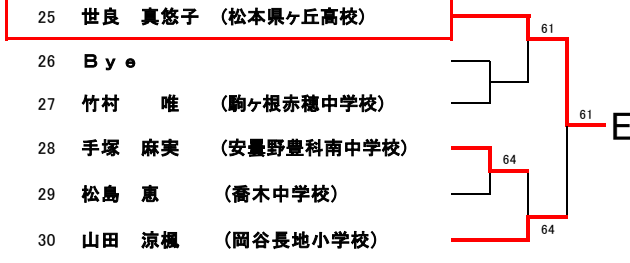 25 世良 真悠子 (松本県ヶ丘高校)
61
26 Bye
27 竹村 唯 (駒ヶ根赤穂中学校)
61
E
28 手塚 麻実 (安曇野豊科南中学校)
64
29 松島 恵 (喬木中学校)
64
30 山田 涼楓 (岡谷長地小学校)